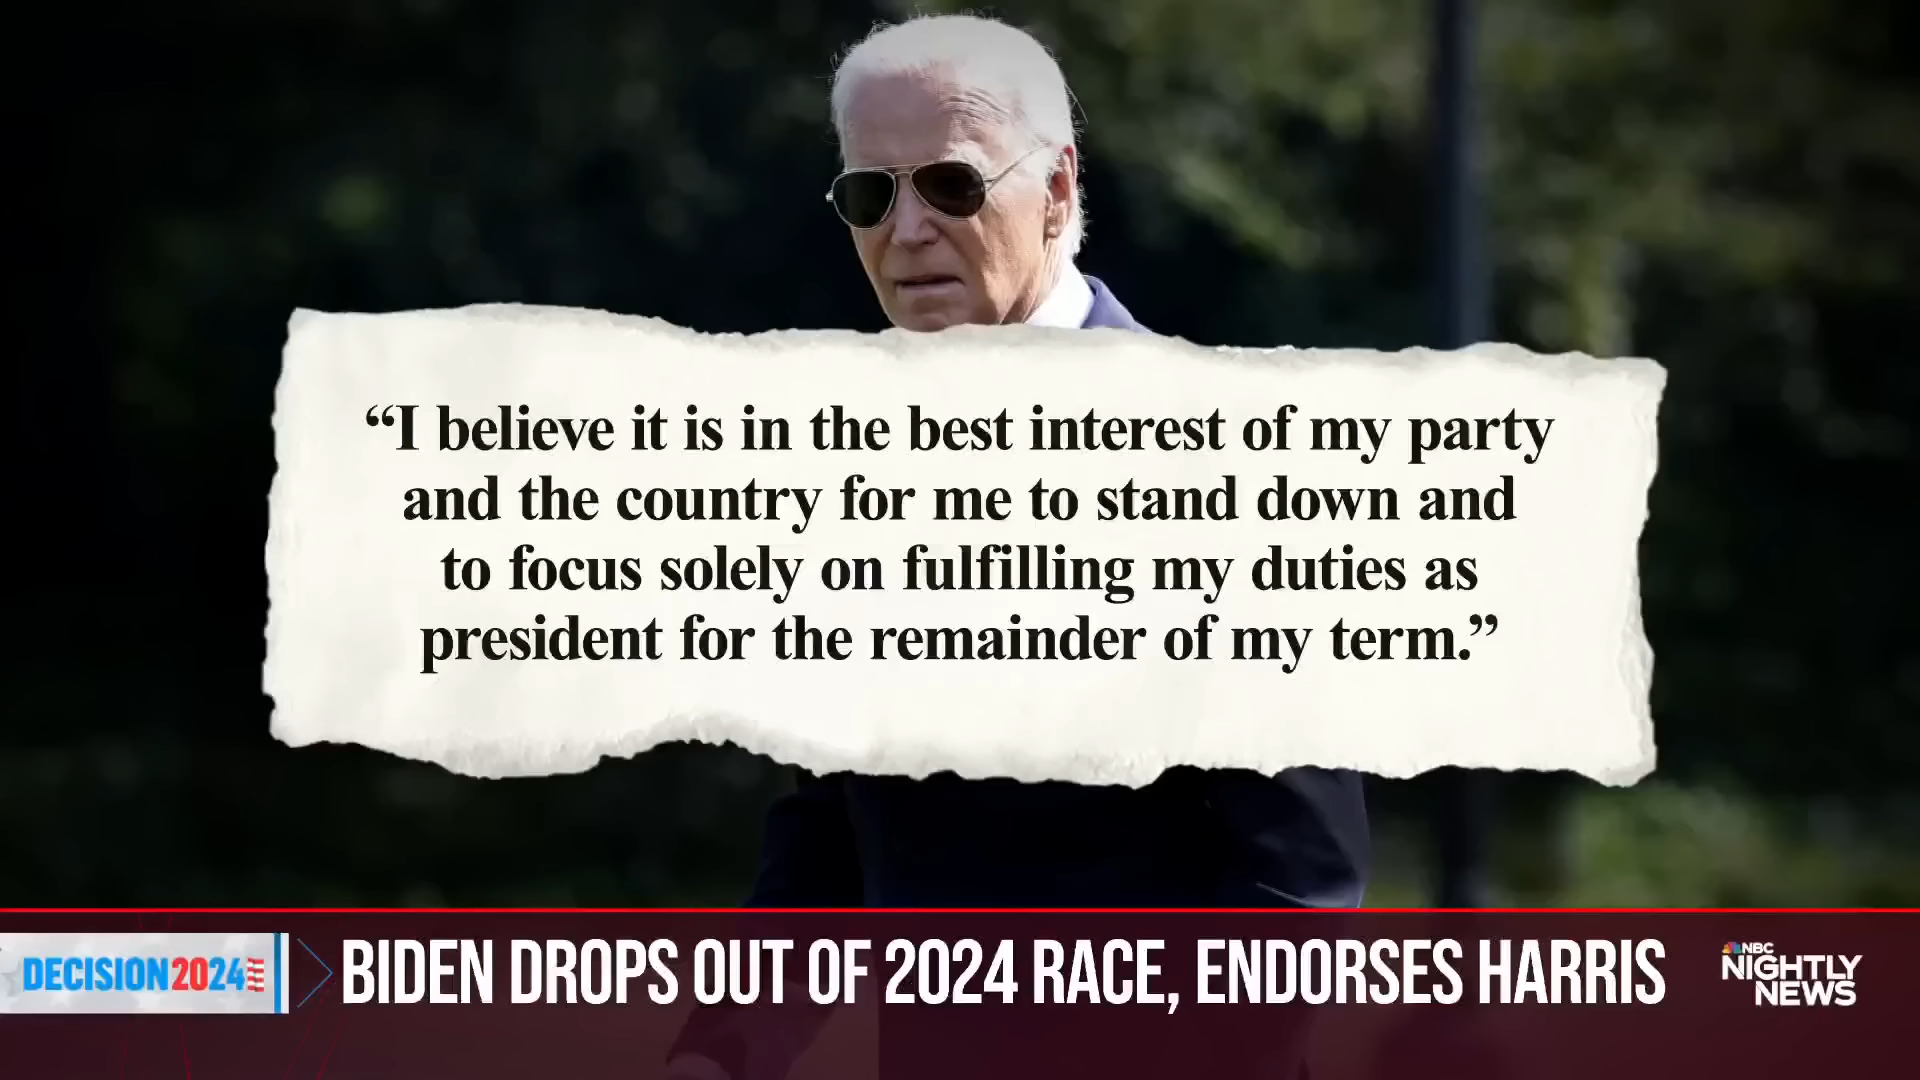 “I believe it is in the best interest of my party
and the country for me to stand down and
to focus solely on fulfilling my duties as
president for the remainder of my term.”
DECISION 2024
BIDEN DROPS OUT OF 2024 RACE, ENDORSES HARRIS
NBC
NIGHTLY
NEWS